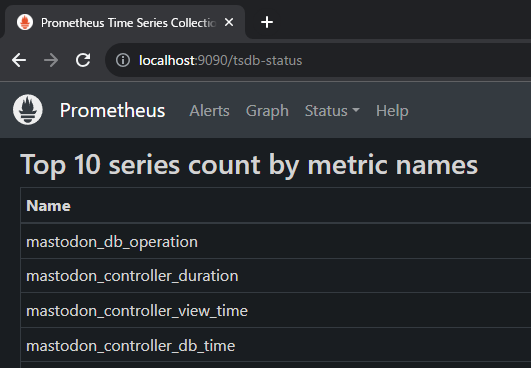 Prometheus Time Series Collectio
localhost:9090/tsdb-status
Prometheus Alerts Graph Status Help
Top 10 series count by metric names
Name
mastodon_db_operation
mastodon_controller_duration
mastodon_controller_view_time
mastodon_controller_db_time